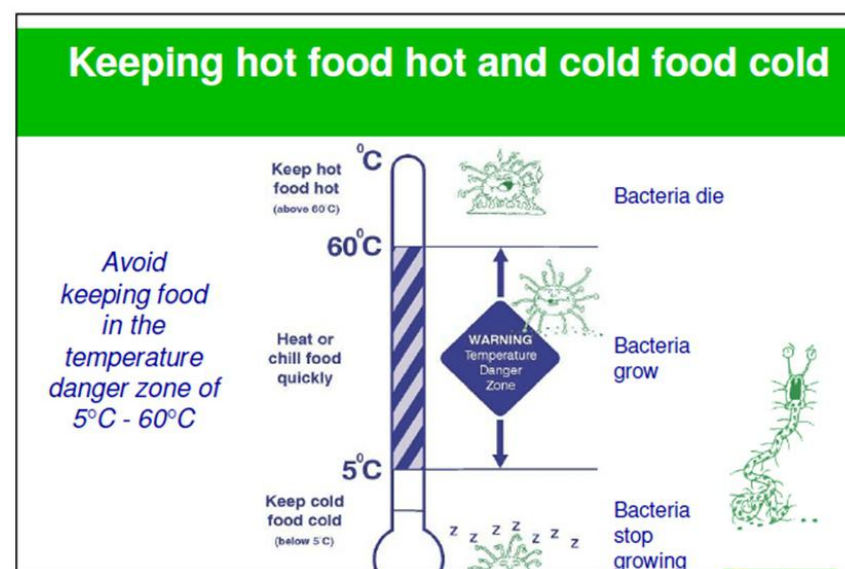 Keeping hot food hot and cold food cold
°C
Keep hot
food hot
(above 60°C)
Bacteria die
60°C
Avoid
keeping food
in the
temperature
danger zone of
5°C - 60°C
Heat or
chill food
quickly
WARNING
Temperature
Danger
Zone
Bacteria
grow
5°C
Keep cold
food cold
(below 5°C)
z z z z z z z z
Bacteria
stop
growing